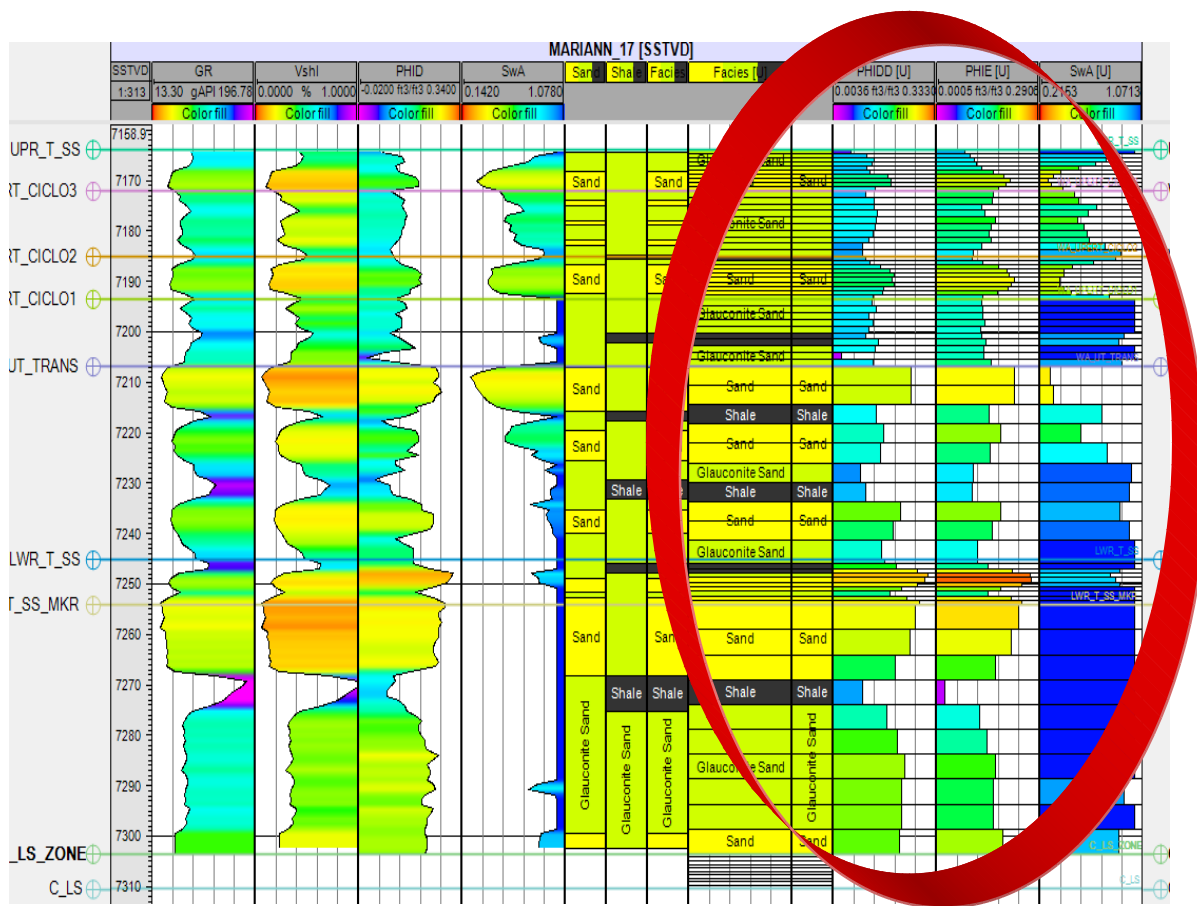 MARIANN_17 [SSTVD]
SSTVD GR Vshl PHID SwA Sand Shale Facies Facies [U] PHIDD [U] PHIE [U] SwA [U]
1:313 13.30 gAPI 196.78 0.0000 % 1.0000 -0.0200 ft3/ft3 0.3400 0.1420 1.0780 0.0036 ft3/ft3 0.3330 0.0005 ft3/ft3 0.2906 0.2153 1.0713
Color fill Color fill Color fill Color fill Color fill Color fill Color fill
7158.9
UPR_T_SS T_SS
7170 Sand Sand Sand
RT_CICLO3
7180
RT_CICLO2
7190 Sand Sand Sand Sand
RT_CICLO1
Glauconite Sand
7200
Glauconite Sand
UT_TRANS WA_UT_TRANS
7210 Sand Sand Sand
Shale Shale
7220 Sand Sand Sand
Glauconite Sand
7230 Shale Shale Shale
Sand Sand Sand
7240
Glauconite Sand
LWR_T_SS LWR_T_SS
7250
T_SS_MKR LWR_T_SS_MKR
7260 Sand Sand Sand Sand
7270 Shale Shale Shale Shale
7280
Glauconite Sand Glauconite Sand Glauconite Sand Glauconite Sand Glauconite Sand
7290
7300 Sand Sand
_LS_ZONE C_LS_ZONE
C_LS 7310 C_LS